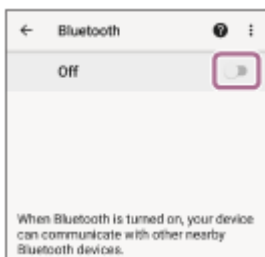 Bluetooth
Off
When Bluetooth is turned on, your device
can communicate with other nearby
Bluetooth devices.